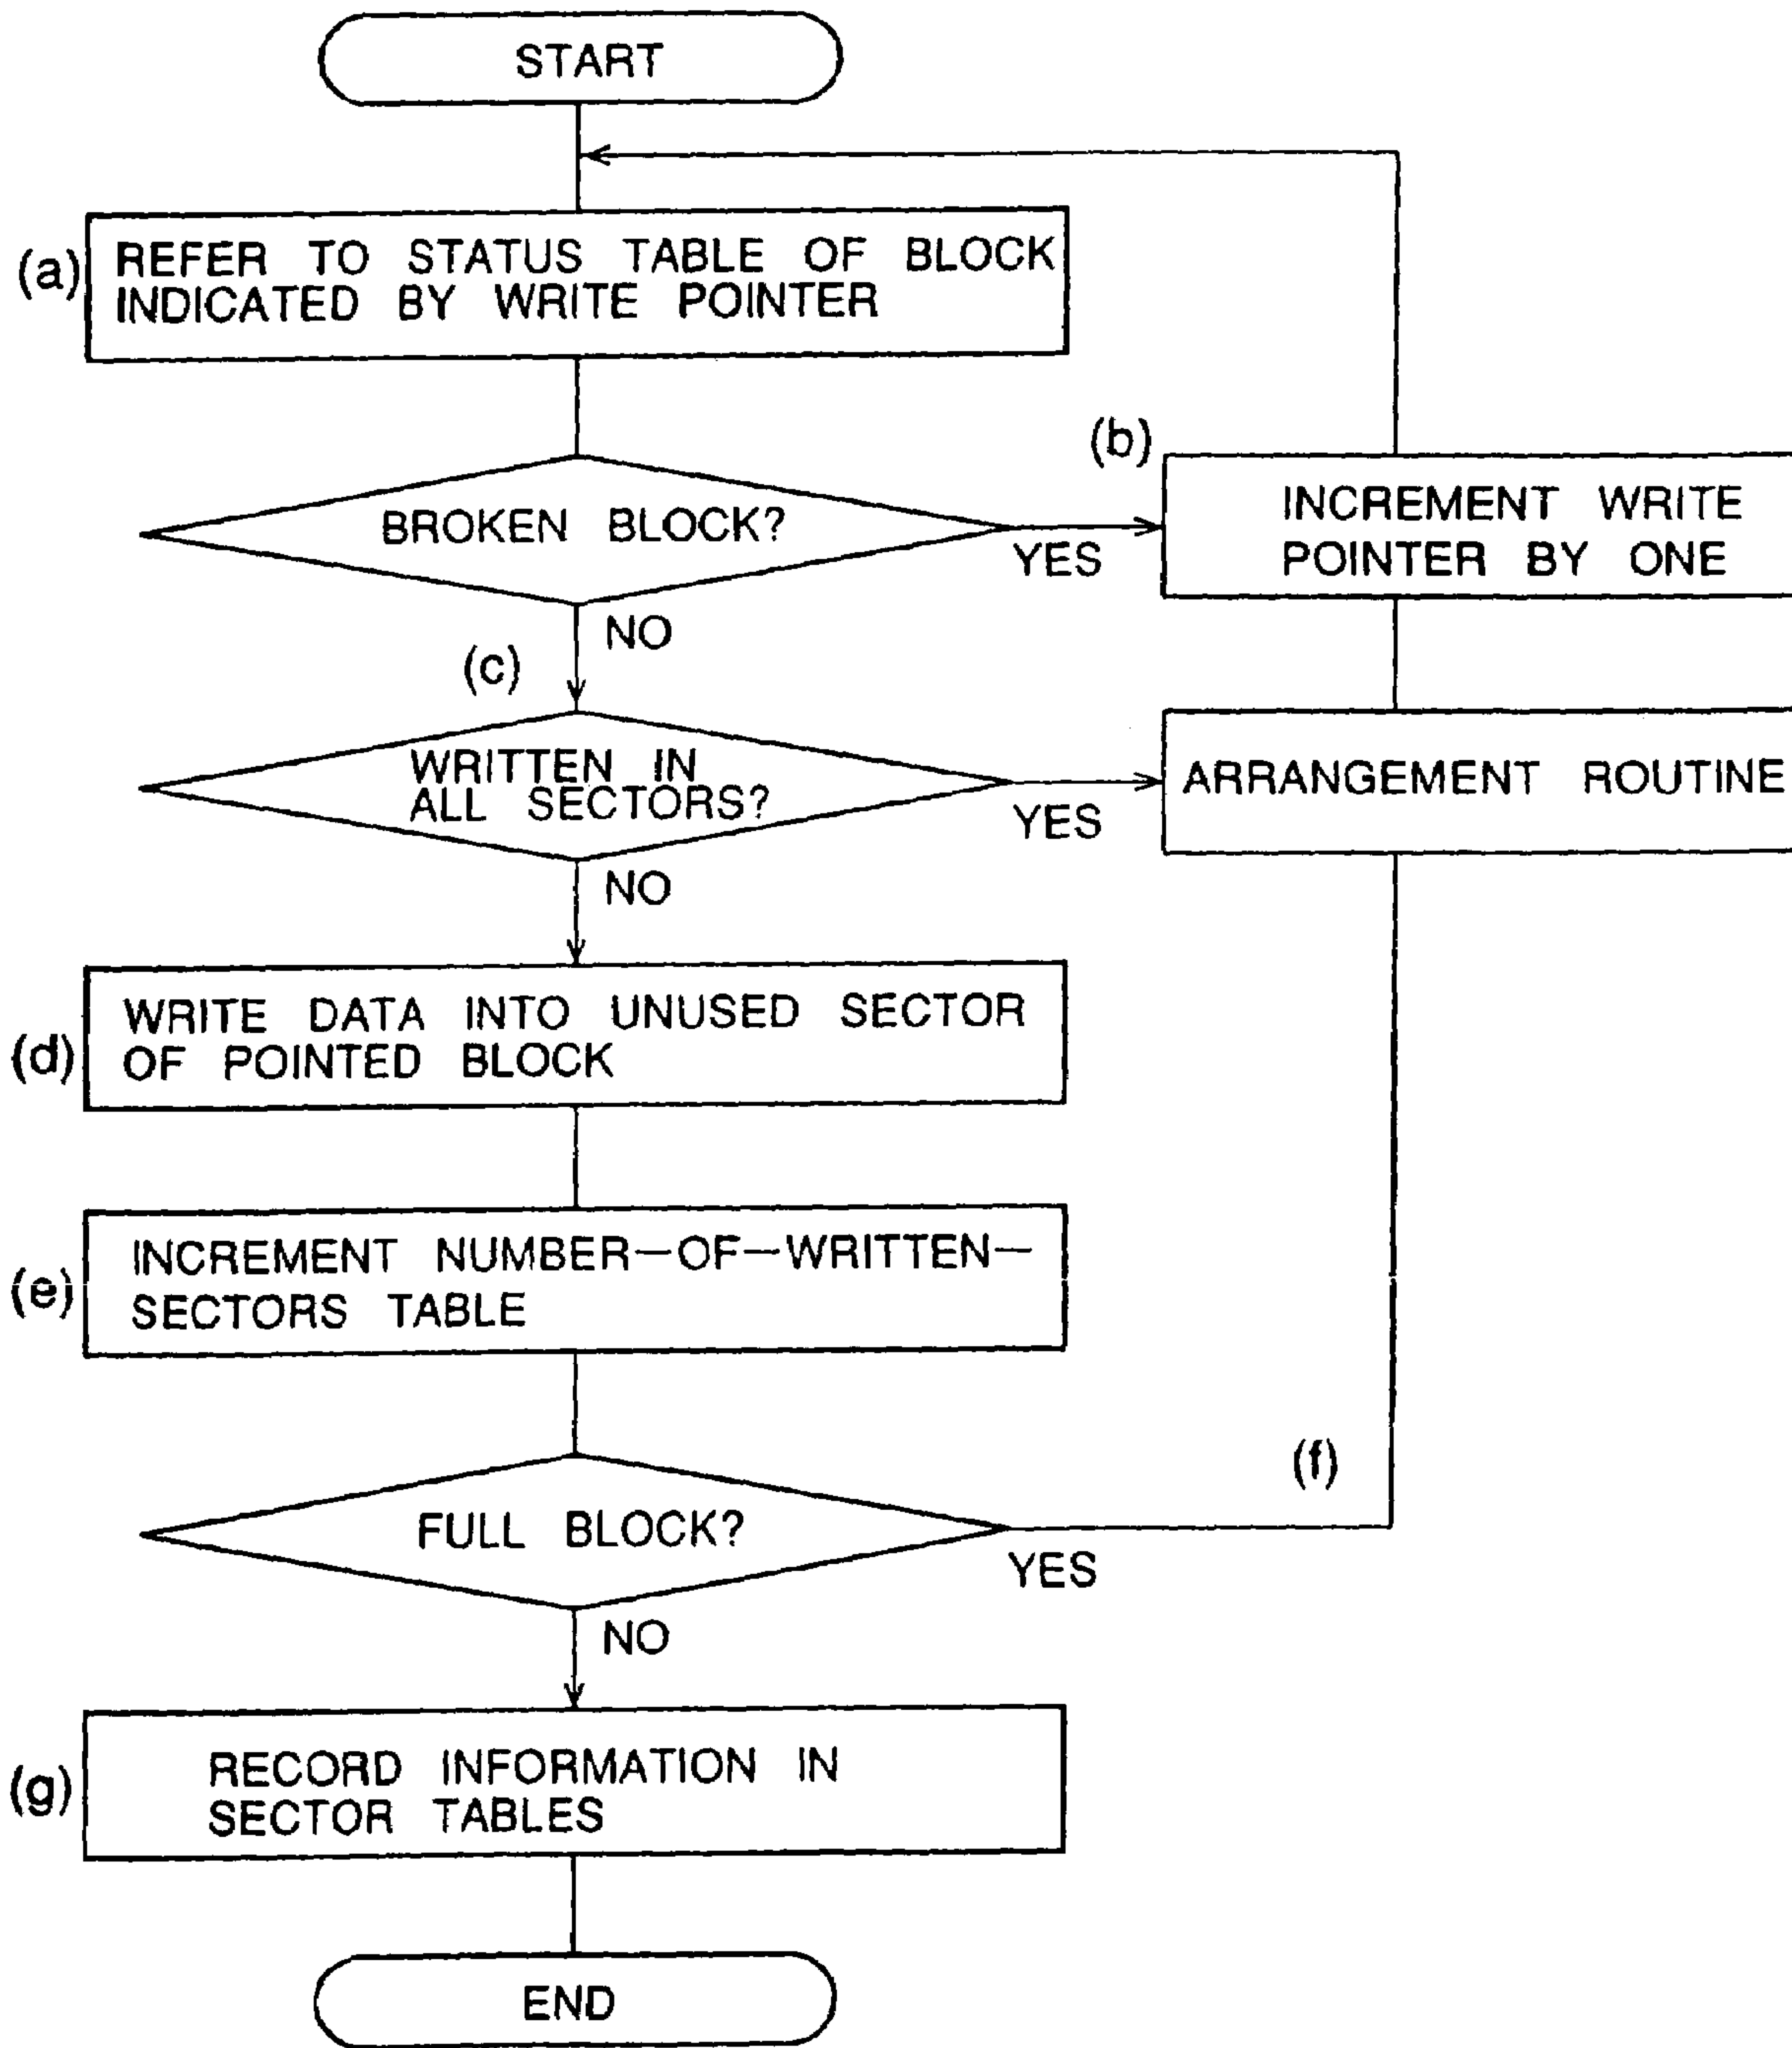 START
(a)
REFER TO STATUS TABLE OF BLOCK
INDICATED BY WRITE POINTER
BROKEN BLOCK?
YES
(b)
INCREMENT WRITE
POINTER BY ONE
NO
(c)
WRITTEN IN
ALL SECTORS?
YES
ARRANGEMENT ROUTINE
NO
(d)
WRITE DATA INTO UNUSED SECTOR
OF POINTED BLOCK
(e)
INCREMENT NUMBER—OF—WRITTEN—
SECTORS TABLE
FULL BLOCK?
YES
(f)
NO
(g)
RECORD INFORMATION IN
SECTOR TABLES
END